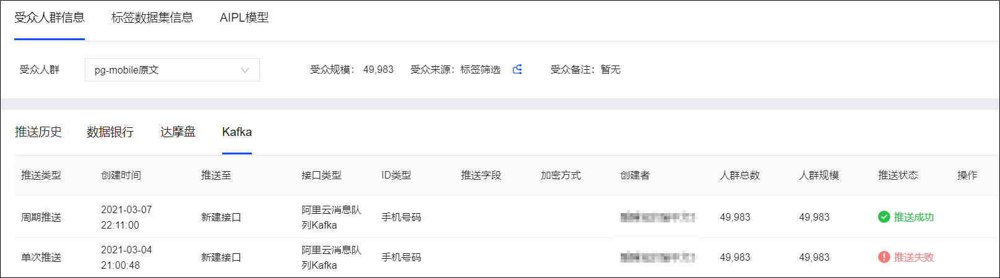 受众人群信息 标签数据集信息 AIPL模型
受众人群 pg-mobile原文 受众规模： 49,983 受众来源：标签筛选 受众备注：暂无
推送历史 数据银行 达摩盘 Kafka
推送类型 创建时间 推送至 接口类型 ID类型 推送字段 加密方式 创建者 人群总数 人群规模 推送状态 操作
周期推送 2021-03-07 22:11:00 新建接口 阿里云消息队列Kafka 手机号码 49,983 49,983 推送成功
单次推送 2021-03-04 21:00:48 新建接口 阿里云消息队列Kafka 手机号码 49,983 49,983 推送失败